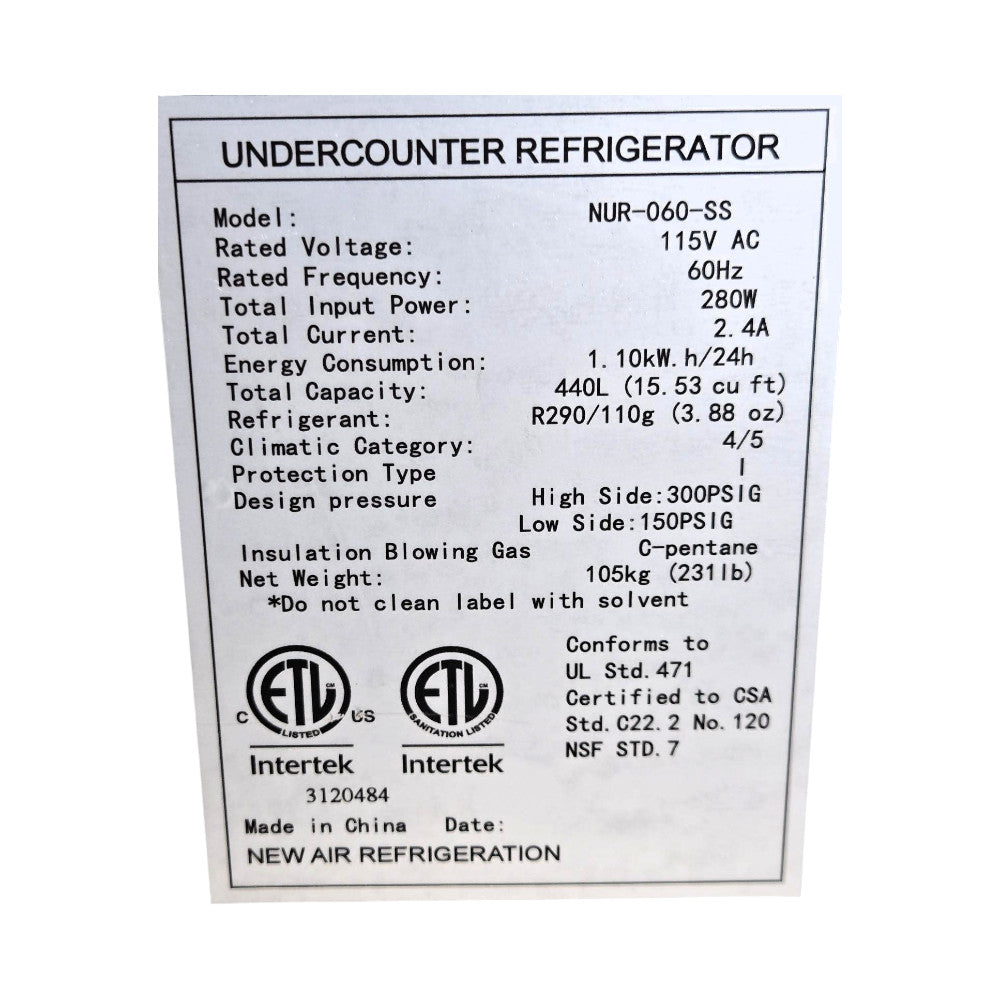 UNDERCOUNTER REFRIGERATOR
Model: NUR-060-SS
Rated Voltage: 115V AC
Rated Frequency: 60Hz
Total Input Power: 280W
Total Current: 2.4A
Energy Consumption: 1.10kW.h/24h
Total Capacity: 440L (15.53 cu ft)
Refrigerant: R290/110g (3.88 oz)
Climatic Category: 4/5
Protection Type I
Design pressure High Side:300PSIG
Low Side:150PSIG
Insulation Blowing Gas C-pentane
Net Weight: 105kg (231lb)
*Do not clean label with solvent
Conforms to
UL Std.471
Certified to CSA
Std.C22.2 No.120
NSF STD.7
C ETL CM LISTED US
ETL CM SANITATION LISTED
Intertek Intertek
3120484
Made in China Date:
NEW AIR REFRIGERATION